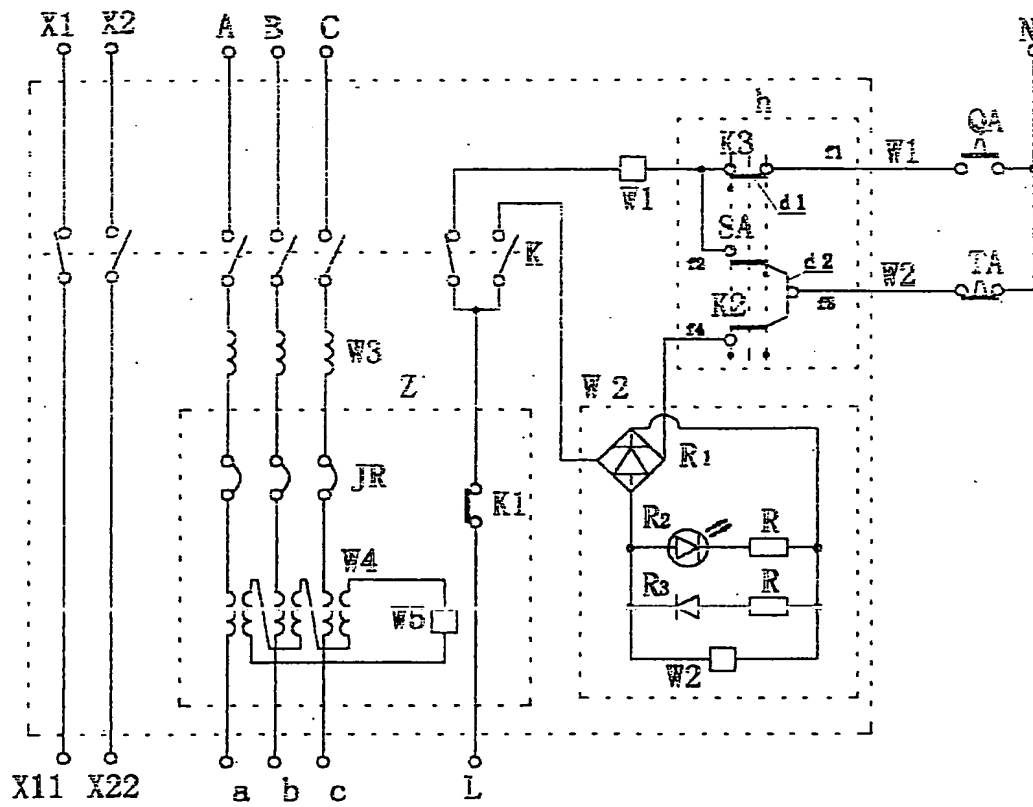 X1 X2 A B C N
h
K3 f1 W1 QA
W1 d1
SA
K f2 d2 W2 TA
K2 f5
f4
W3
Z W2
R1
JR
K1 R2 R
W4 R3 R
W5
W2
X11 X22 a b c L